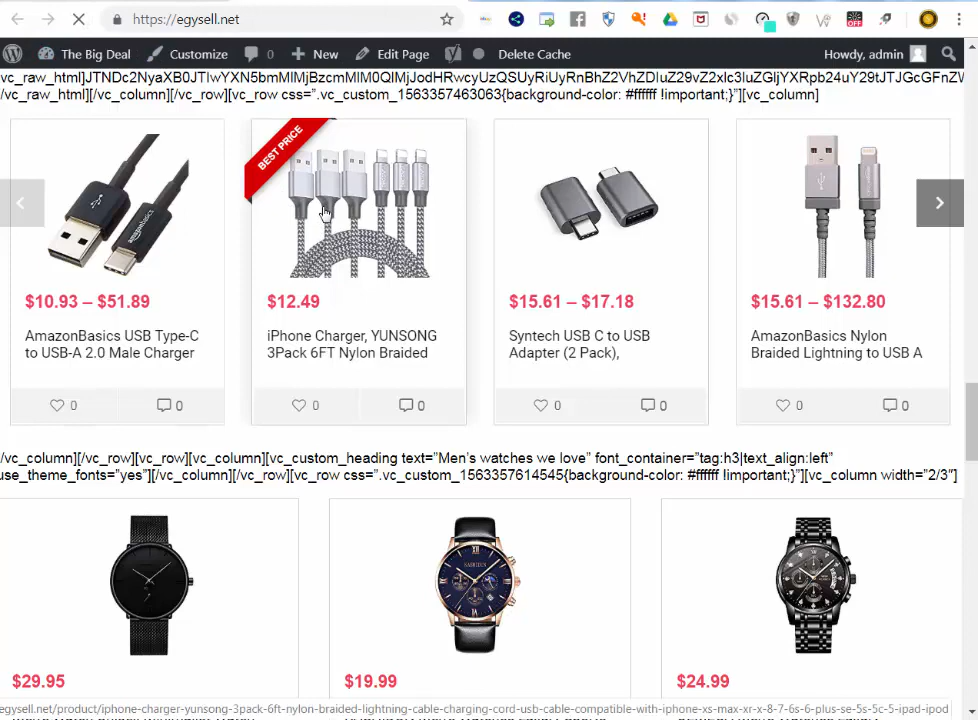 https://egysell.net
OFF
The Big Deal Customize 0 New Edit Page Delete Cache Howdy, admin
/vc_raw_html][/vc_column][/vc_row][vc_row css=”.vc_custom_1563357463063{background-color: #ffffff !important;}”][vc_column]
BEST PRICE
amazonbasics
$10.93 – $51.89
AmazonBasics USB Type-C
to USB-A 2.0 Male Charger
0 0
$12.49
iPhone Charger, YUNSONG
3Pack 6FT Nylon Braided
0 0
$15.61 – $17.18
Syntech USB C to USB
Adapter (2 Pack),
0 0
$15.61 – $132.80
AmazonBasics Nylon
Braided Lightning to USB A
0 0
/vc_column][/vc_row][vc_row][vc_column][vc_custom_heading text=”Men’s watches we love” font_container=”tag:h3|text_align:left”
use_theme_fonts=”yes”][/vc_column][/vc_row][vc_row css=”.vc_custom_1563357614545{background-color: #ffffff !important;}”][vc_column width=”2/3″]
$29.95
$19.99
$24.99
egysell.net/product/iphone-charger-yunsong-3pack-6ft-nylon-braided-lightning-cable-charging-cord-usb-cable-compatible-with-iphone-xs-max-xr-x-8-7-6s-6-plus-se-5s-5c-5-ipad-ipod